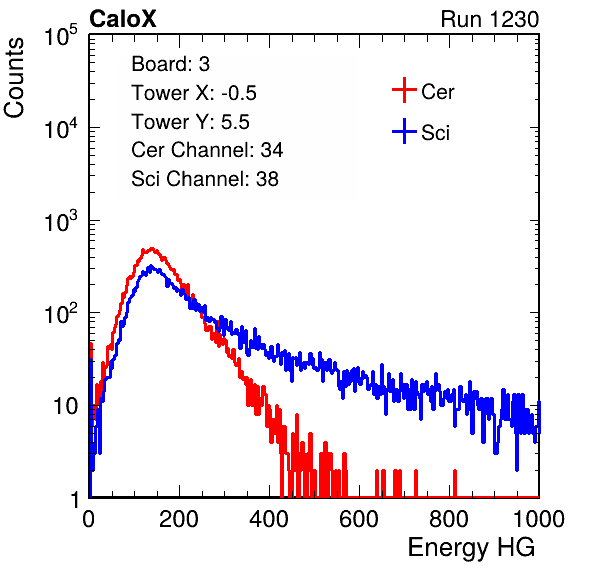 CaloX Run 1230
Counts
10^5
10^4
10^3
10^2
10
1
Board: 3
Tower X: -0.5
Tower Y: 5.5
Cer Channel: 34
Sci Channel: 38
Cer
Sci
0 200 400 600 800 1000
Energy HG